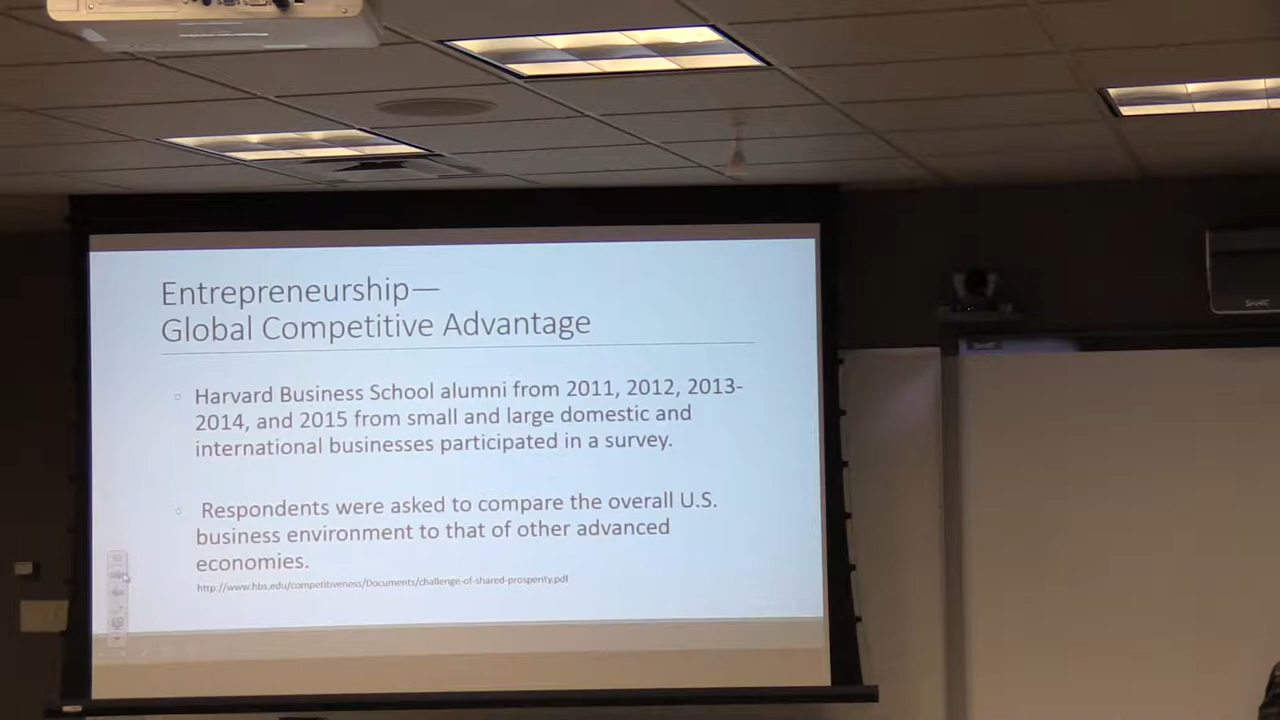 Entrepreneurship—
Global Competitive Advantage
Harvard Business School alumni from 2011, 2012, 2013-
2014, and 2015 from small and large domestic and
international businesses participated in a survey.
Respondents were asked to compare the overall U.S.
business environment to that of other advanced
economies.
http://www.hbs.edu/competitiveness/Documents/challenge-of-shared-prosperity.pdf
SMART